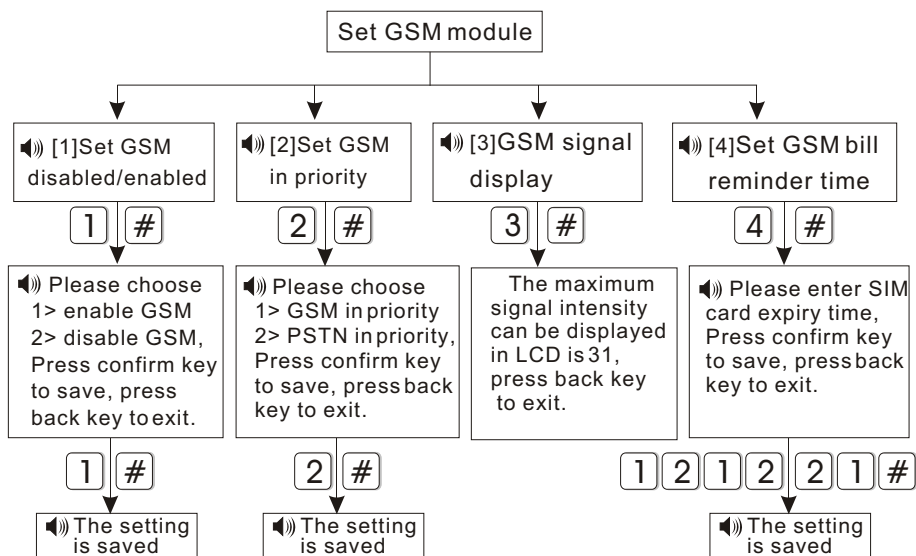 Set GSM module
[1]Set GSM
disabled/enabled
1 #
Please choose
1> enable GSM
2> disable GSM,
Press confirm key
to save, press
back key to exit.
1 #
The setting
is saved
[2]Set GSM
in priority
2 #
Please choose
1> GSM in priority
2> PSTN in priority,
Press confirm key
to save, press back
key to exit.
2 #
The setting
is saved
[3]GSM signal
display
3 #
The maximum
signal intensity
can be displayed
in LCD is 31,
press back key
to exit.
[4]Set GSM bill
reminder time
4 #
Please enter SIM
card expiry time,
Press confirm key
to save, press back
key to exit.
1 2 1 2 2 1 #
The setting
is saved